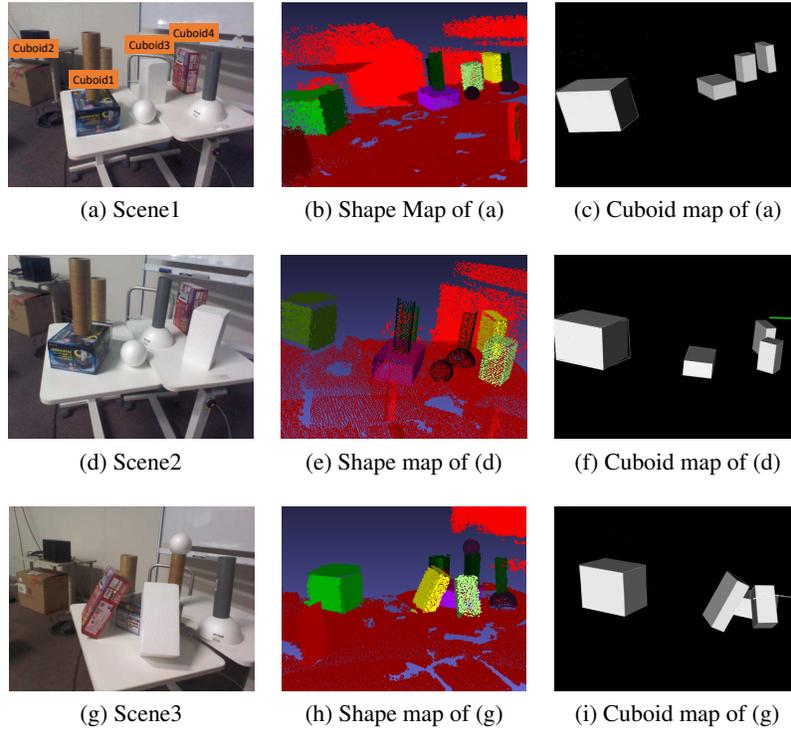 Cuboid4
Cuboid3
Cuboid2
Cuboid1
(a) Scene1
(b) Shape Map of (a)
(c) Cuboid map of (a)
(d) Scene2
(e) Shape map of (d)
(f) Cuboid map of (d)
(g) Scene3
(h) Shape map of (g)
(i) Cuboid map of (g)